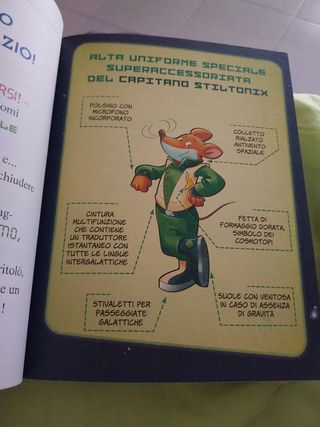 O
ZIO!
RSI!
omi
LE
e...
chiudere
ag-
MO,
ritolò,
e un
!
ALTA UNIFORME SPECIALE
SUPERACCESSORIATA
DEL CAPITANO STILTONIX
POLSINO CON
MICROFONO
INCORPORATO
COLLETTO
RIALZATO
ANTIVENTO
SPAZIALE
CINTURA
MULTIFUNZIONE
CHE CONTIENE
UN TRADUTTORE
ISTANTANEO CON
TUTTE LE LINGUE
INTERGALATTICHE
FETTA DI
FORMAGGIO DORATA,
SIMBOLO DEI
COSMOTOPI
STIVALETTI PER
PASSEGGIATE
GALATTICHE
SUOLE CON VENTOSA
IN CASO DI ASSENZA
DI GRAVITÀ